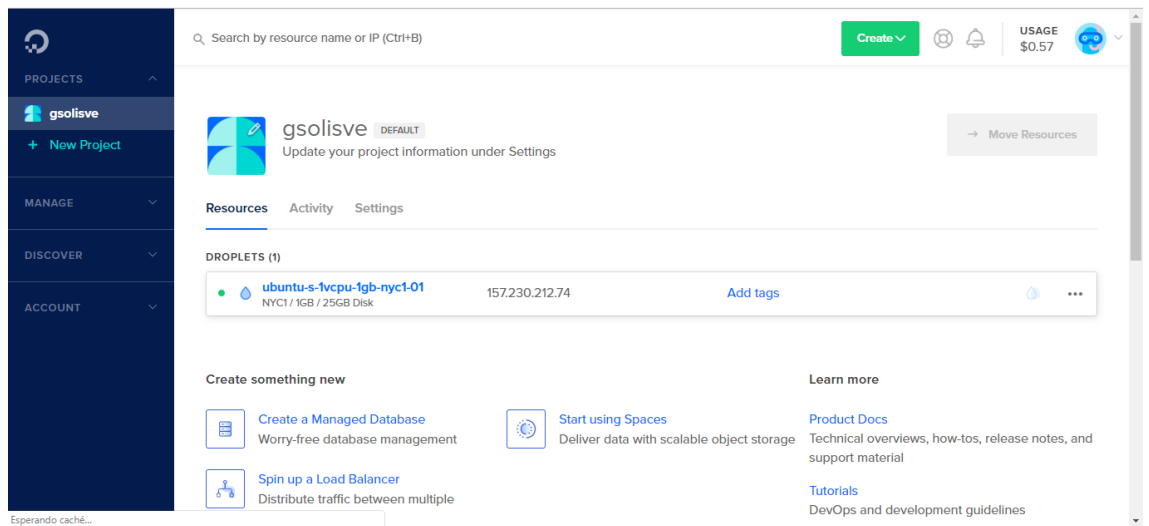 Search by resource name or IP (Ctrl+B)
Create
USAGE
$0.57
PROJECTS
gsolisve
+ New Project
MANAGE
DISCOVER
ACCOUNT
gsolisve DEFAULT
Update your project information under Settings
→ Move Resources
Resources Activity Settings
DROPLETS (1)
ubuntu-s-1vcpu-1gb-nyc1-01
NYC1 / 1GB / 25GB Disk
157.230.212.74
Add tags
Create something new
Create a Managed Database
Worry-free database management
Spin up a Load Balancer
Distribute traffic between multiple
Start using Spaces
Deliver data with scalable object storage
Learn more
Product Docs
Technical overviews, how-tos, release notes, and
support material
Tutorials
DevOps and development guidelines
Esperando caché...